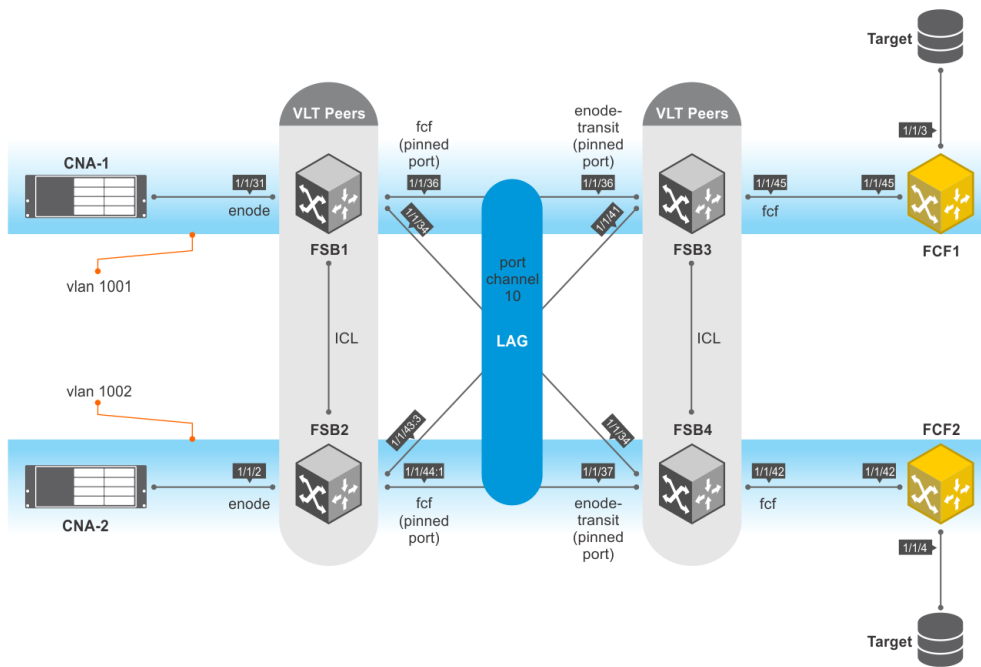 Target
1/1/3
VLT Peers
VLT Peers
fcf
(pinned
port)
enode-
transit
(pinned
port)
CNA-1
1/1/31
enode
FSB1
1/1/36
1/1/34
1/1/36
1/1/41
FSB3
1/1/45
fcf
1/1/45
FCF1
vlan 1001
port
channel
10
LAG
ICL
ICL
vlan 1002
FSB2
1/1/43:3
1/1/34
FSB4
FCF2
CNA-2
1/1/2
enode
1/1/44:1
fcf
(pinned
port)
1/1/37
enode-
transit
(pinned
port)
1/1/42
fcf
1/1/42
1/1/4
Target